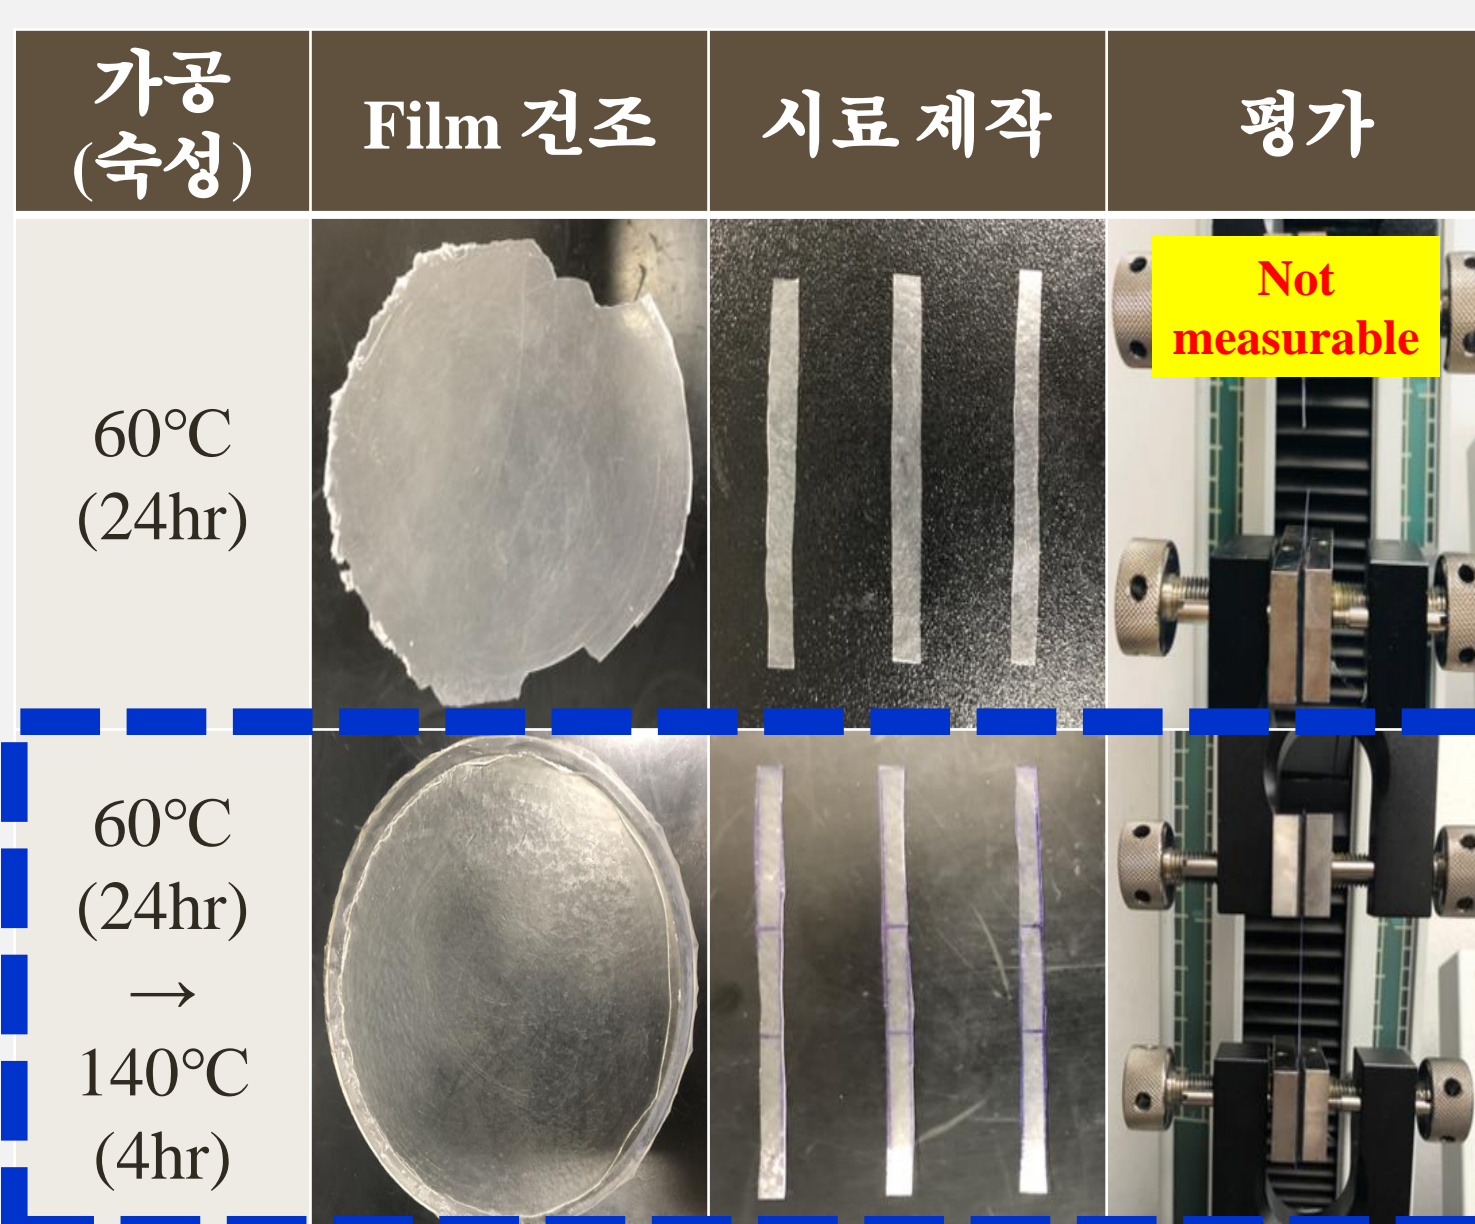 가공
(숙성)
Film 건조
시료 제작
평가
60℃
(24hr)
Not
measurable
60℃
(24hr)
→
140℃
(4hr)